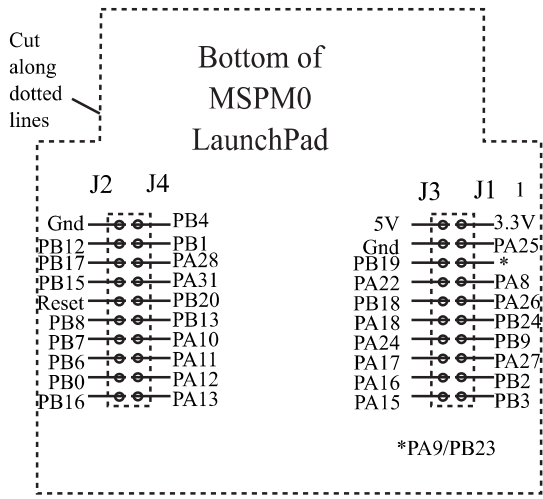 Cut
along
dotted
lines
Bottom of
MSPM0
LaunchPad
J2 J4 J3 J1 1
Gnd PB4 5V 3.3V
PB12 PB1 Gnd PA25
PB17 PA28 PB19 *
PB15 PA31 PA22 PA8
Reset PB20 PB18 PA26
PB8 PB13 PA18 PB24
PB7 PA10 PA24 PB9
PB6 PA11 PA17 PA27
PB0 PA12 PA16 PB2
PB16 PA13 PA15 PB3
*PA9/PB23